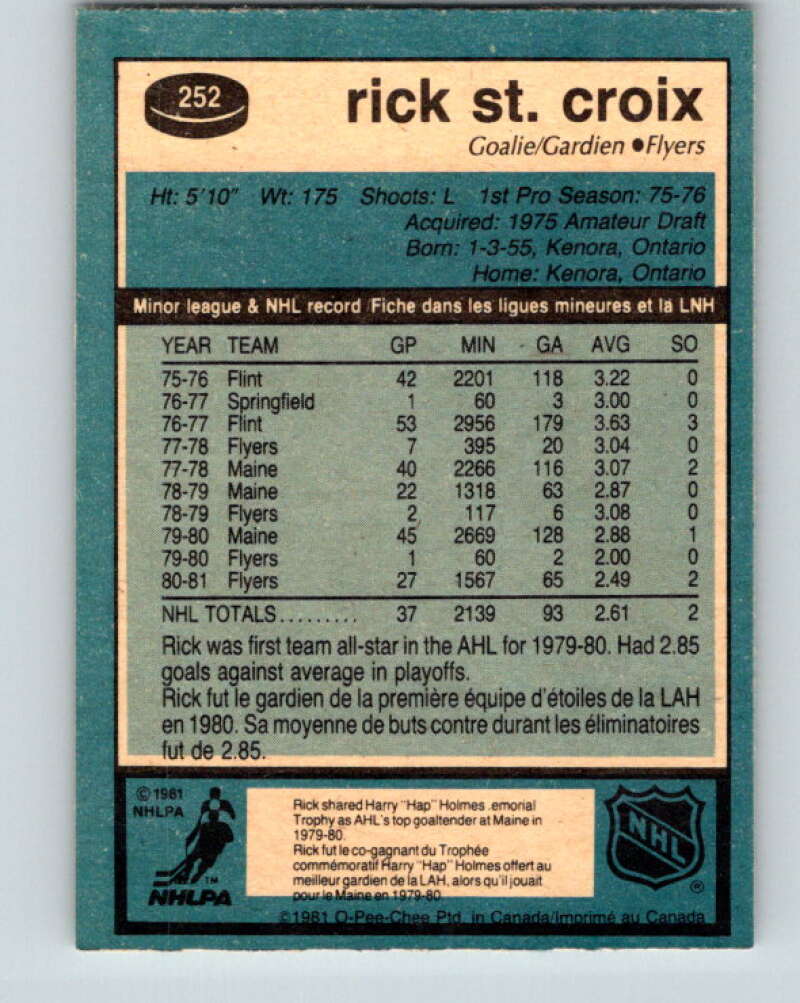 252
rick st. croix
Goalie/Gardien ●Flyers
Ht: 5'10" Wt: 175 Shoots: L 1st Pro Season: 75-76
Acquired: 1975 Amateur Draft
Born: 1-3-55, Kenora, Ontario
Home: Kenora, Ontario
Minor league & NHL record/Fiche dans les ligues mineures et la LNH
YEAR TEAM GP MIN GA AVG SO
75-76 Flint 42 2201 118 3.22 0
76-77 Springfield 1 60 3 3.00 0
76-77 Flint 53 2956 179 3.63 3
77-78 Flyers 7 395 20 3.04 0
77-78 Maine 40 2266 116 3.07 2
78-79 Maine 22 1318 63 2.87 0
78-79 Flyers 2 117 6 3.08 0
79-80 Maine 45 2669 128 2.88 1
79-80 Flyers 1 60 2 2.00 0
80-81 Flyers 27 1567 65 2.49 2
NHL TOTALS......... 37 2139 93 2.61 2
Rick was first team all-star in the AHL for 1979-80. Had 2.85
goals against average in playoffs.
Rick fut le gardien de la première équipe d'étoiles de la LAH
en 1980. Sa moyenne de buts contre durant les éliminatoires
fut de 2.85.
© 1981
NHLPA
NHLPA
TM
Rick shared Harry "Hap" Holmes .emorial
Trophy as AHL's top goaltender at Maine in
1979-80.
Rick fut le co-gagnant du Trophée
commémoratif Harry "Hap" Holmes offert au
meilleur gardien de la LAH, alors qu'il jouait
pour le Maine en 1979-80.
NHL
®
©1981 O-Pee-Chee Ptd. in Canada/Imprimé au Canada